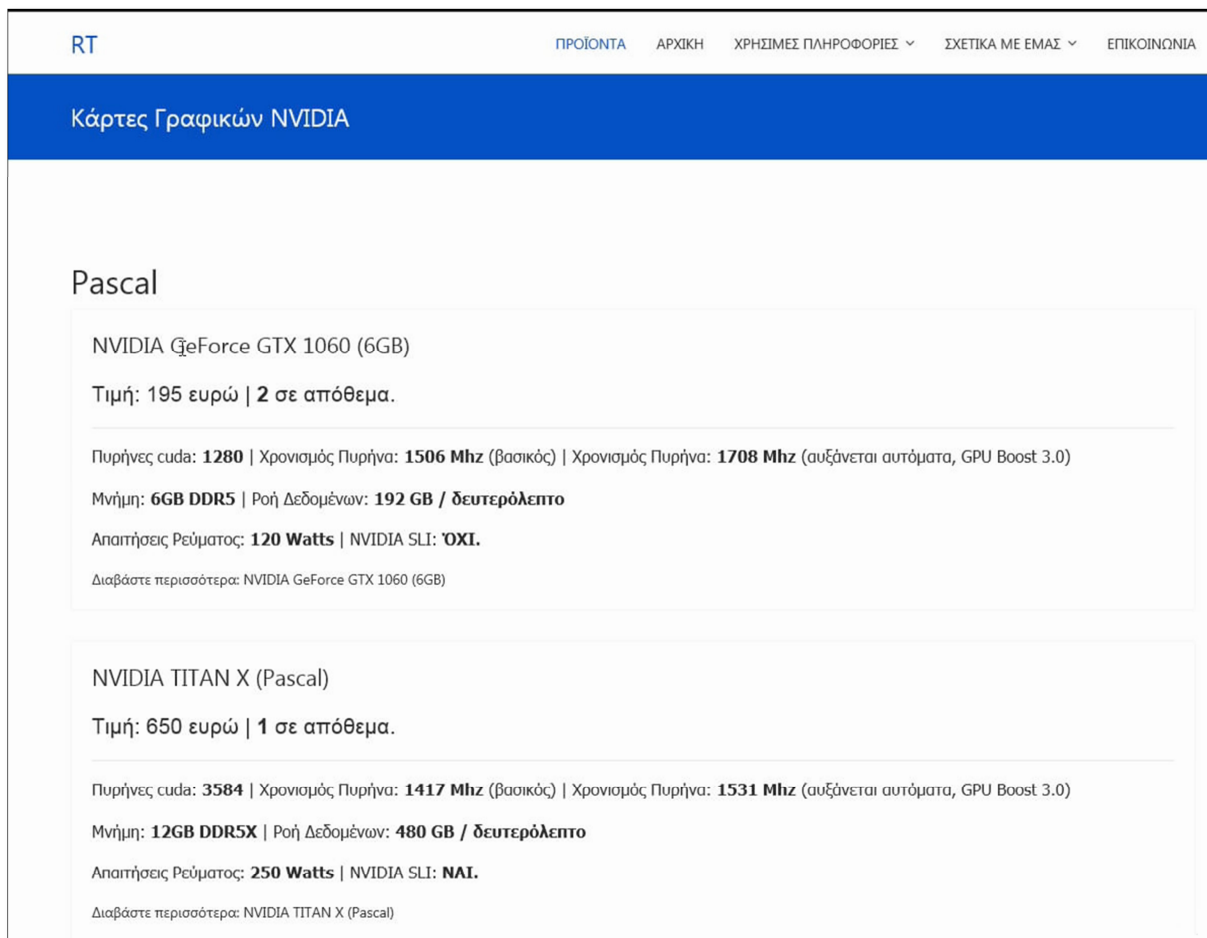 RT
ΠΡΟΪΟΝΤΑ ΑΡΧΙΚΗ ΧΡΗΣΙΜΕΣ ΠΛΗΡΟΦΟΡΙΕΣ ΣΧΕΤΙΚΑ ΜΕ ΕΜΑΣ ΕΠΙΚΟΙΝΩΝΙΑ
Κάρτες Γραφικών NVIDIA
Pascal
NVIDIA GeForce GTX 1060 (6GB)
Τιμή: 195 ευρώ | 2 σε απόθεμα.
Πυρήνες cuda: 1280 | Χρονισμός Πυρήνα: 1506 Mhz (βασικός) | Χρονισμός Πυρήνα: 1708 Mhz (αυξάνεται αυτόματα, GPU Boost 3.0)
Μνήμη: 6GB DDR5 | Ροή Δεδομένων: 192 GB / δευτερόλεπτο
Απαιτήσεις Ρεύματος: 120 Watts | NVIDIA SLI: ΌΧΙ.
Διαβάστε περισσότερα: NVIDIA GeForce GTX 1060 (6GB)
NVIDIA TITAN X (Pascal)
Τιμή: 650 ευρώ | 1 σε απόθεμα.
Πυρήνες cuda: 3584 | Χρονισμός Πυρήνα: 1417 Mhz (βασικός) | Χρονισμός Πυρήνα: 1531 Mhz (αυξάνεται αυτόματα, GPU Boost 3.0)
Μνήμη: 12GB DDR5X | Ροή Δεδομένων: 480 GB / δευτερόλεπτο
Απαιτήσεις Ρεύματος: 250 Watts | NVIDIA SLI: ΝΑΙ.
Διαβάστε περισσότερα: NVIDIA TITAN X (Pascal)